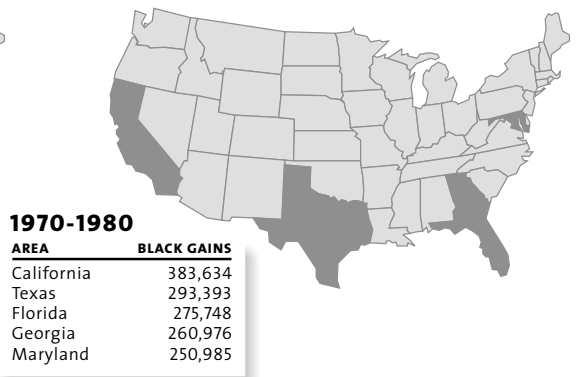 1970-1980
AREA BLACK GAINS
California 383,634
Texas 293,393
Florida 275,748
Georgia 260,976
Maryland 250,985